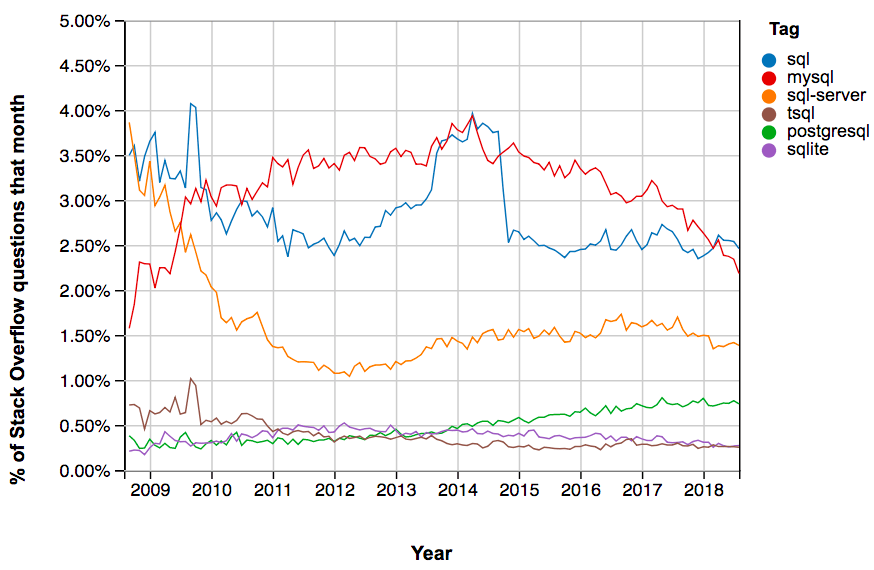 5.00%
4.50%
4.00%
3.50%
3.00%
2.50%
2.00%
1.50%
1.00%
0.50%
0.00%
% of Stack Overflow questions that month
2009 2010 2011 2012 2013 2014 2015 2016 2017 2018
Year
Tag
sql
mysql
sql-server
tsql
postgresql
sqlite